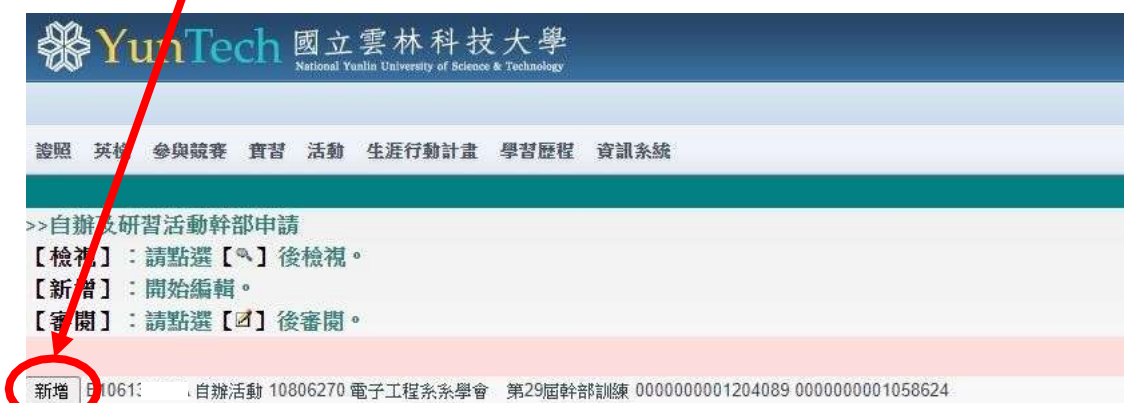 YunTech 國立雲林科技大學
National Yunlin University of Science & Technology
證照 英檢 參與競賽 實習 活動 生涯行動計畫 學習歷程 資訊系統
>>自辦及研習活動幹部申請
【檢視】：請點選【】後檢視。
【新增】：開始編輯。
【審閱】：請點選【】後審閱。
新增 自辦活動 10806270 電子工程系系學會 第29屆幹部訓練 0000000001204089 0000000001058624